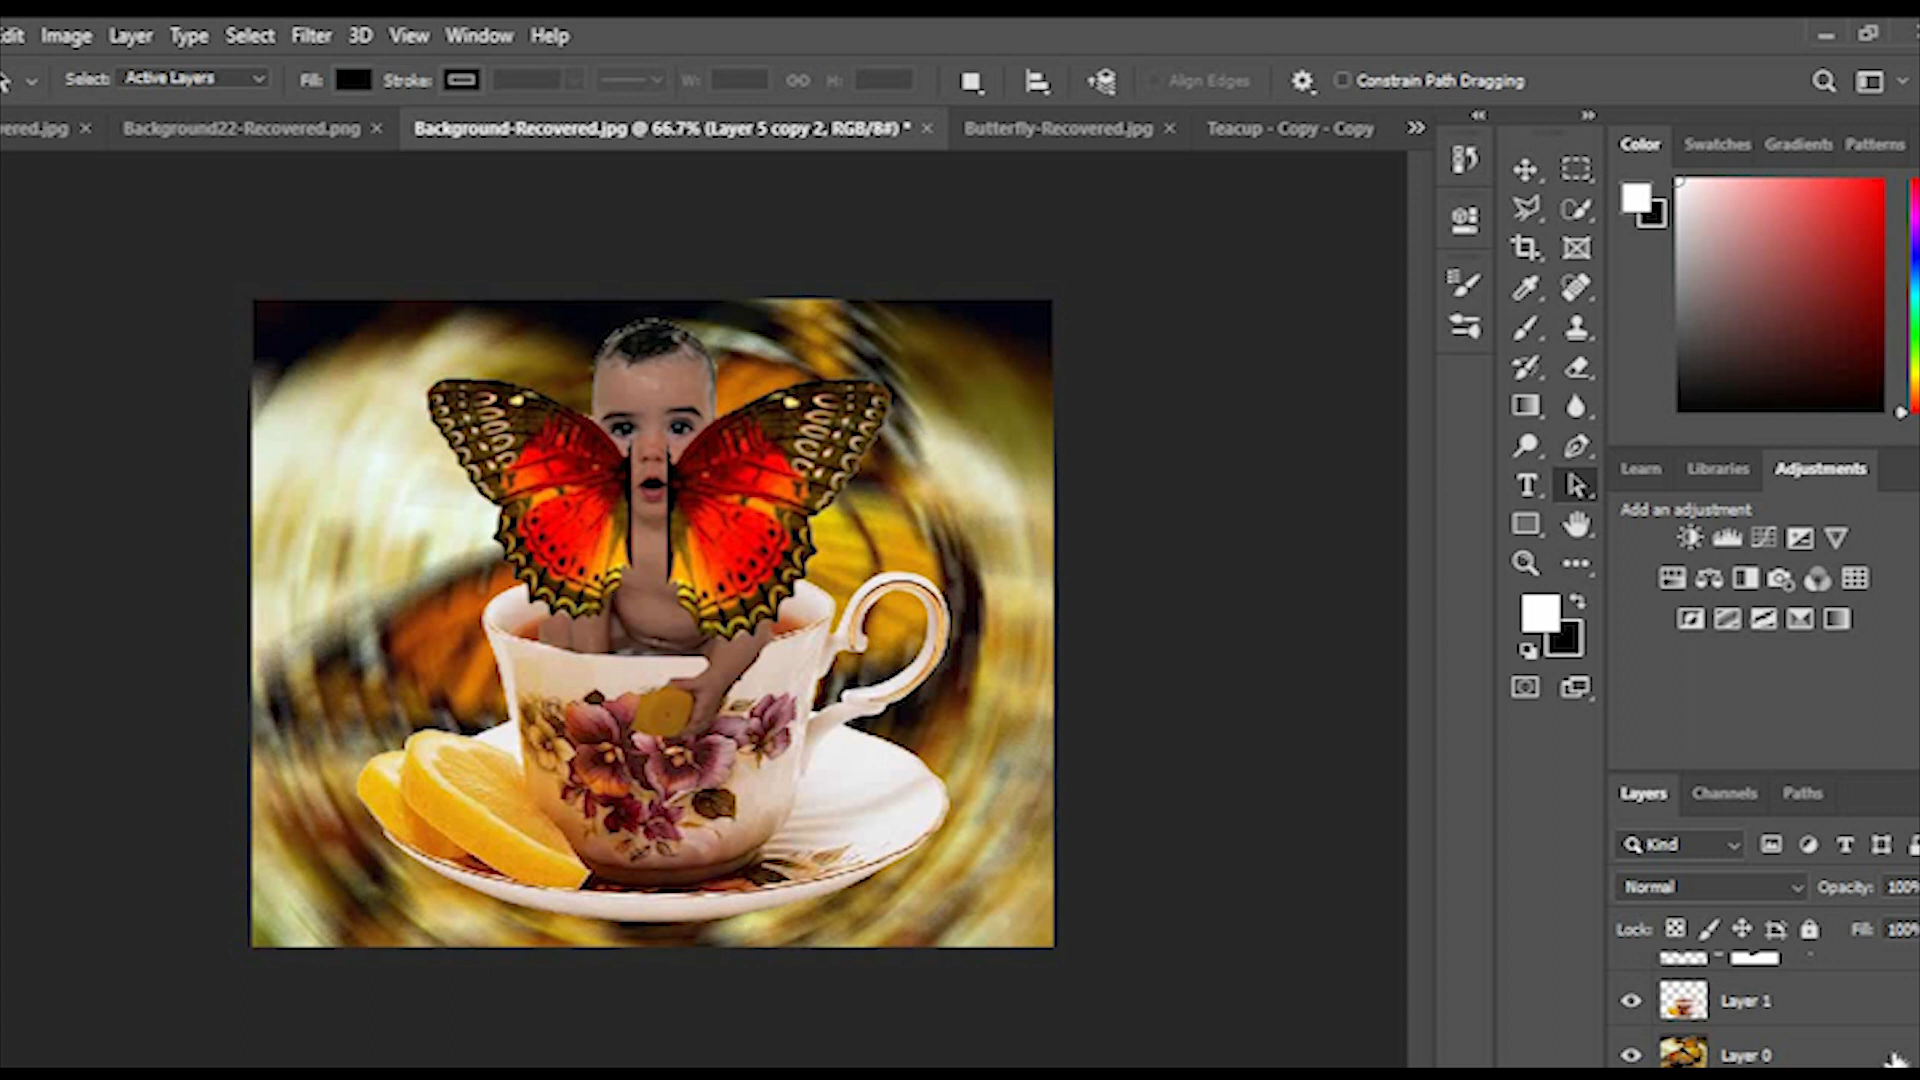 dit Image Layer Type Select Filter 3D View Window Help
Select: Active Layers Fill: Stroke: W: H: Align Edges Constrain Path Dragging
vered.jpg × Background22-Recovered.png × Background-Recovered.jpg @ 66.7% (Layer 5 copy 2, RGB/8#) * × Butterfly-Recovered.jpg × Teacup - Copy - Copy
Color Swatches Gradients Patterns
Learn Libraries Adjustments
Add an adjustment
Layers Channels Paths
Kind
Normal Opacity: 100%
Lock: Fill: 100%
Layer 1
Layer 0